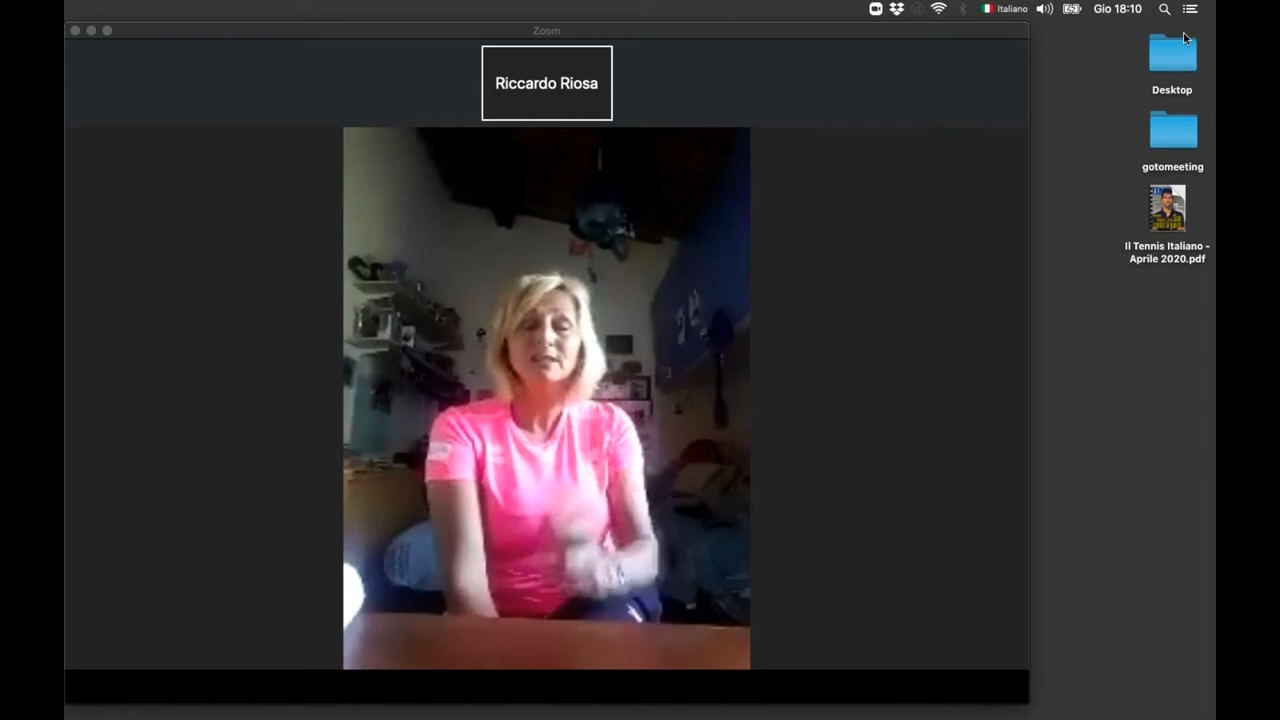 Italiano
Gio 18:10
Zoom
Riccardo Riosa
Desktop
gotomeeting
Il Tennis Italiano -
Aprile 2020.pdf